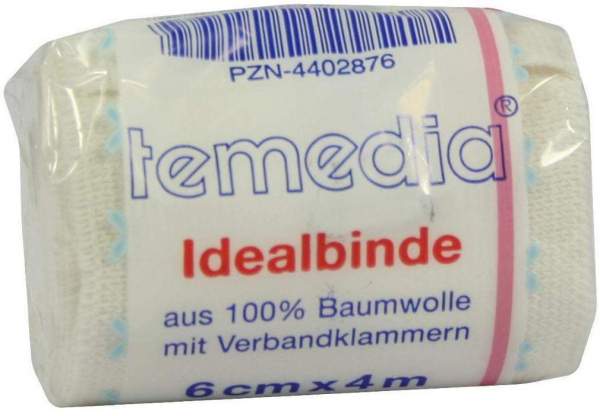 PZN-4402876
temedia®
Idealbinde
aus 100% Baumwolle
mit Verbandklammern
6cm x 4m